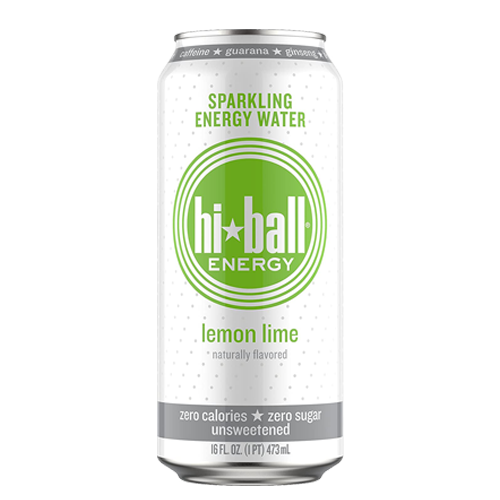 caffeine ★ guarana ★ ginseng
SPARKLING
ENERGY WATER
hi★ball®
ENERGY
lemon lime
naturally flavored
zero calories ★ zero sugar
unsweetened
16 FL. OZ. (1 PT) 473 mL